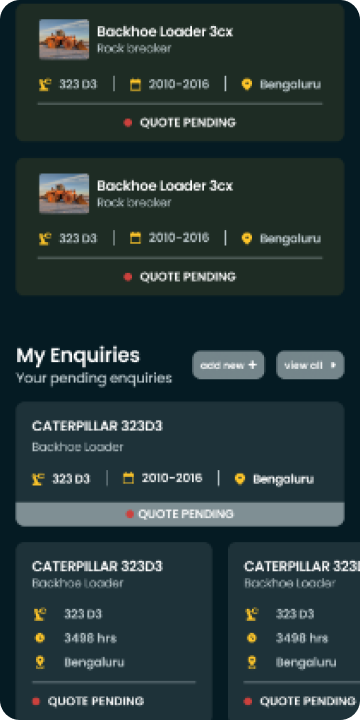 Backhoe Loader 3cx
Rock breaker
323 D3 | 2010-2016 | Bengaluru
QUOTE PENDING
Backhoe Loader 3cx
Rock breaker
323 D3 | 2010-2016 | Bengaluru
QUOTE PENDING
My Enquiries
Your pending enquiries
add new +
view all
CATERPILLAR 323D3
Backhoe Loader
323 D3 | 2010-2016 | Bengaluru
QUOTE PENDING
CATERPILLAR 323D3
Backhoe Loader
323 D3
3498 hrs
Bengaluru
QUOTE PENDING
CATERPILLAR 323
Backhoe Loader
323 D3
3498 hrs
Bengaluru
QUOTE PENDING